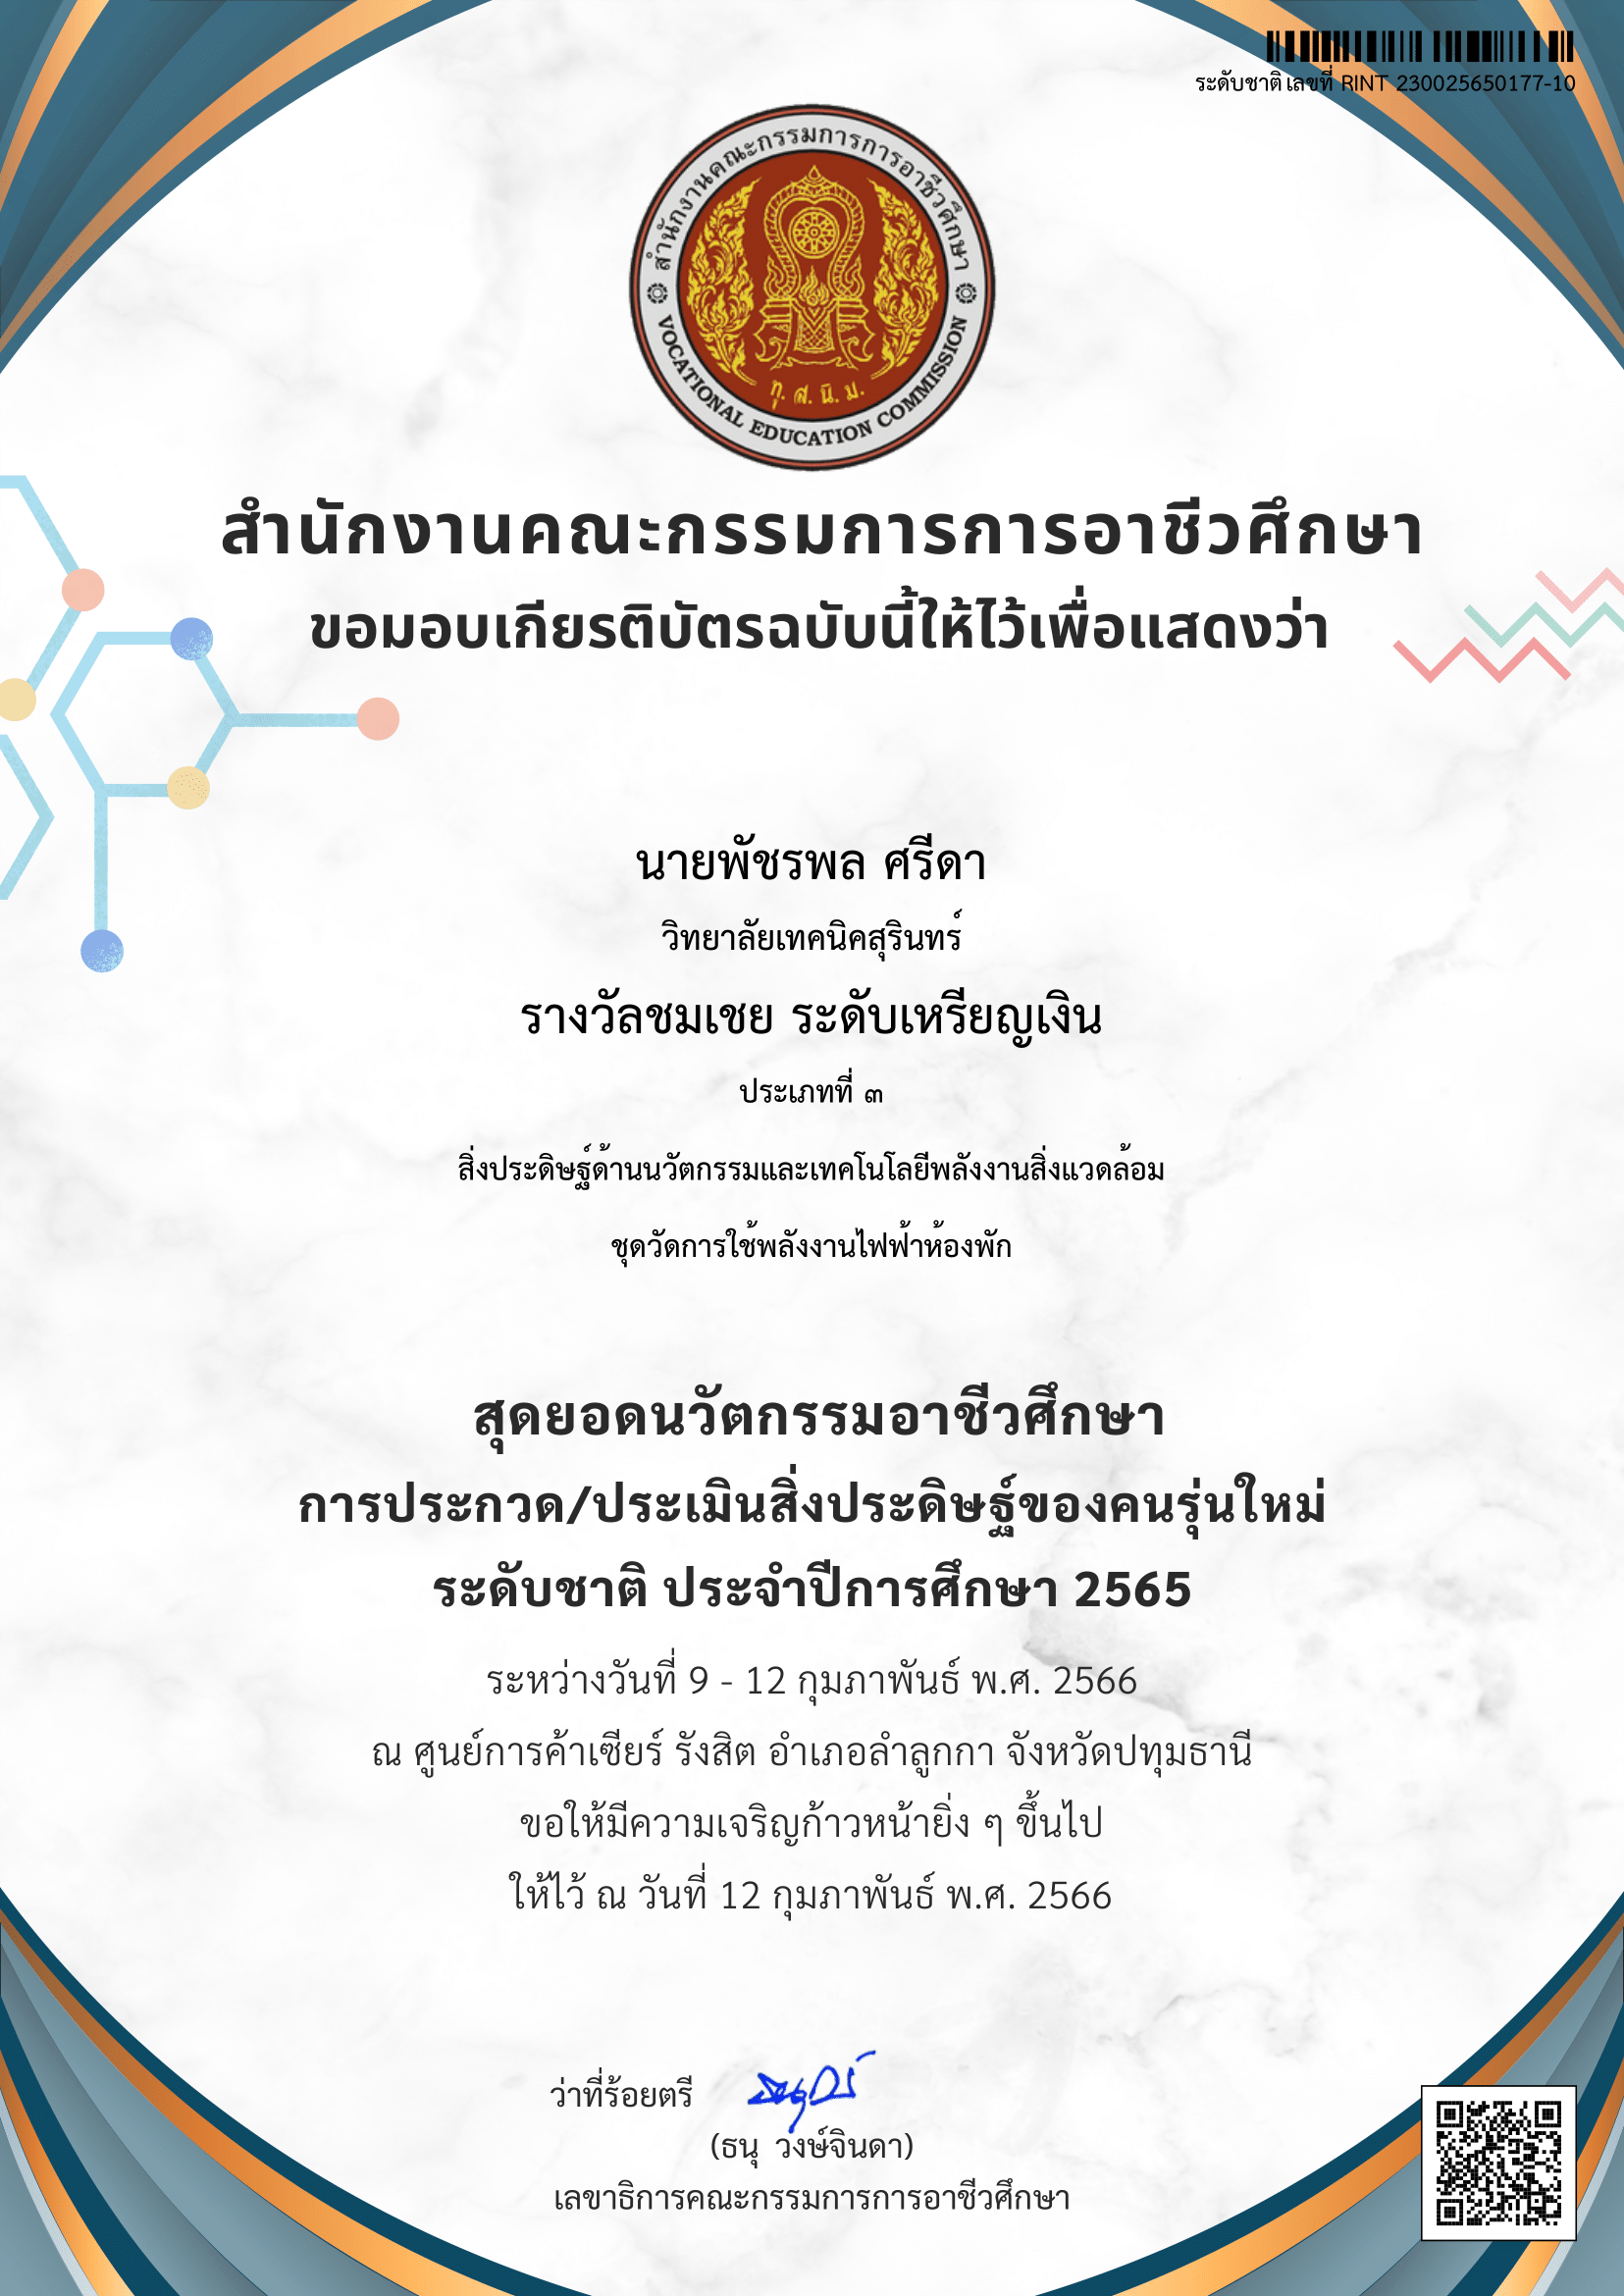 ระดับชาติ เลขที่ RINT 230025650177-10
สำนักงานคณะกรรมการการอาชีวศึกษา
VOCATIONAL EDUCATION COMMISSION
ทุ. ส. นิ. ม.
สำนักงานคณะกรรมการการอาชีวศึกษา
ขอมอบเกียรติบัตรฉบับนี้ให้ไว้เพื่อแสดงว่า
นายพัชรพล ศรีดา
วิทยาลัยเทคนิคสุรินทร์
รางวัลชมเชย ระดับเหรียญเงิน
ประเภทที่ ๓
สิ่งประดิษฐ์ด้านนวัตกรรมและเทคโนโลยีพลังงานสิ่งแวดล้อม
ชุดวัดการใช้พลังงานไฟฟ้าห้องพัก
สุดยอดนวัตกรรมอาชีวศึกษา
การประกวด/ประเมินสิ่งประดิษฐ์ของคนรุ่นใหม่
ระดับชาติ ประจำปีการศึกษา 2565
ระหว่างวันที่ 9 - 12 กุมภาพันธ์ พ.ศ. 2566
ณ ศูนย์การค้าเซียร์ รังสิต อำเภอลำลูกกา จังหวัดปทุมธานี
ขอให้มีความเจริญก้าวหน้ายิ่ง ๆ ขึ้นไป
ให้ไว้ ณ วันที่ 12 กุมภาพันธ์ พ.ศ. 2566
ว่าที่ร้อยตรี
(ธนุ วงษ์จินดา)
เลขาธิการคณะกรรมการการอาชีวศึกษา